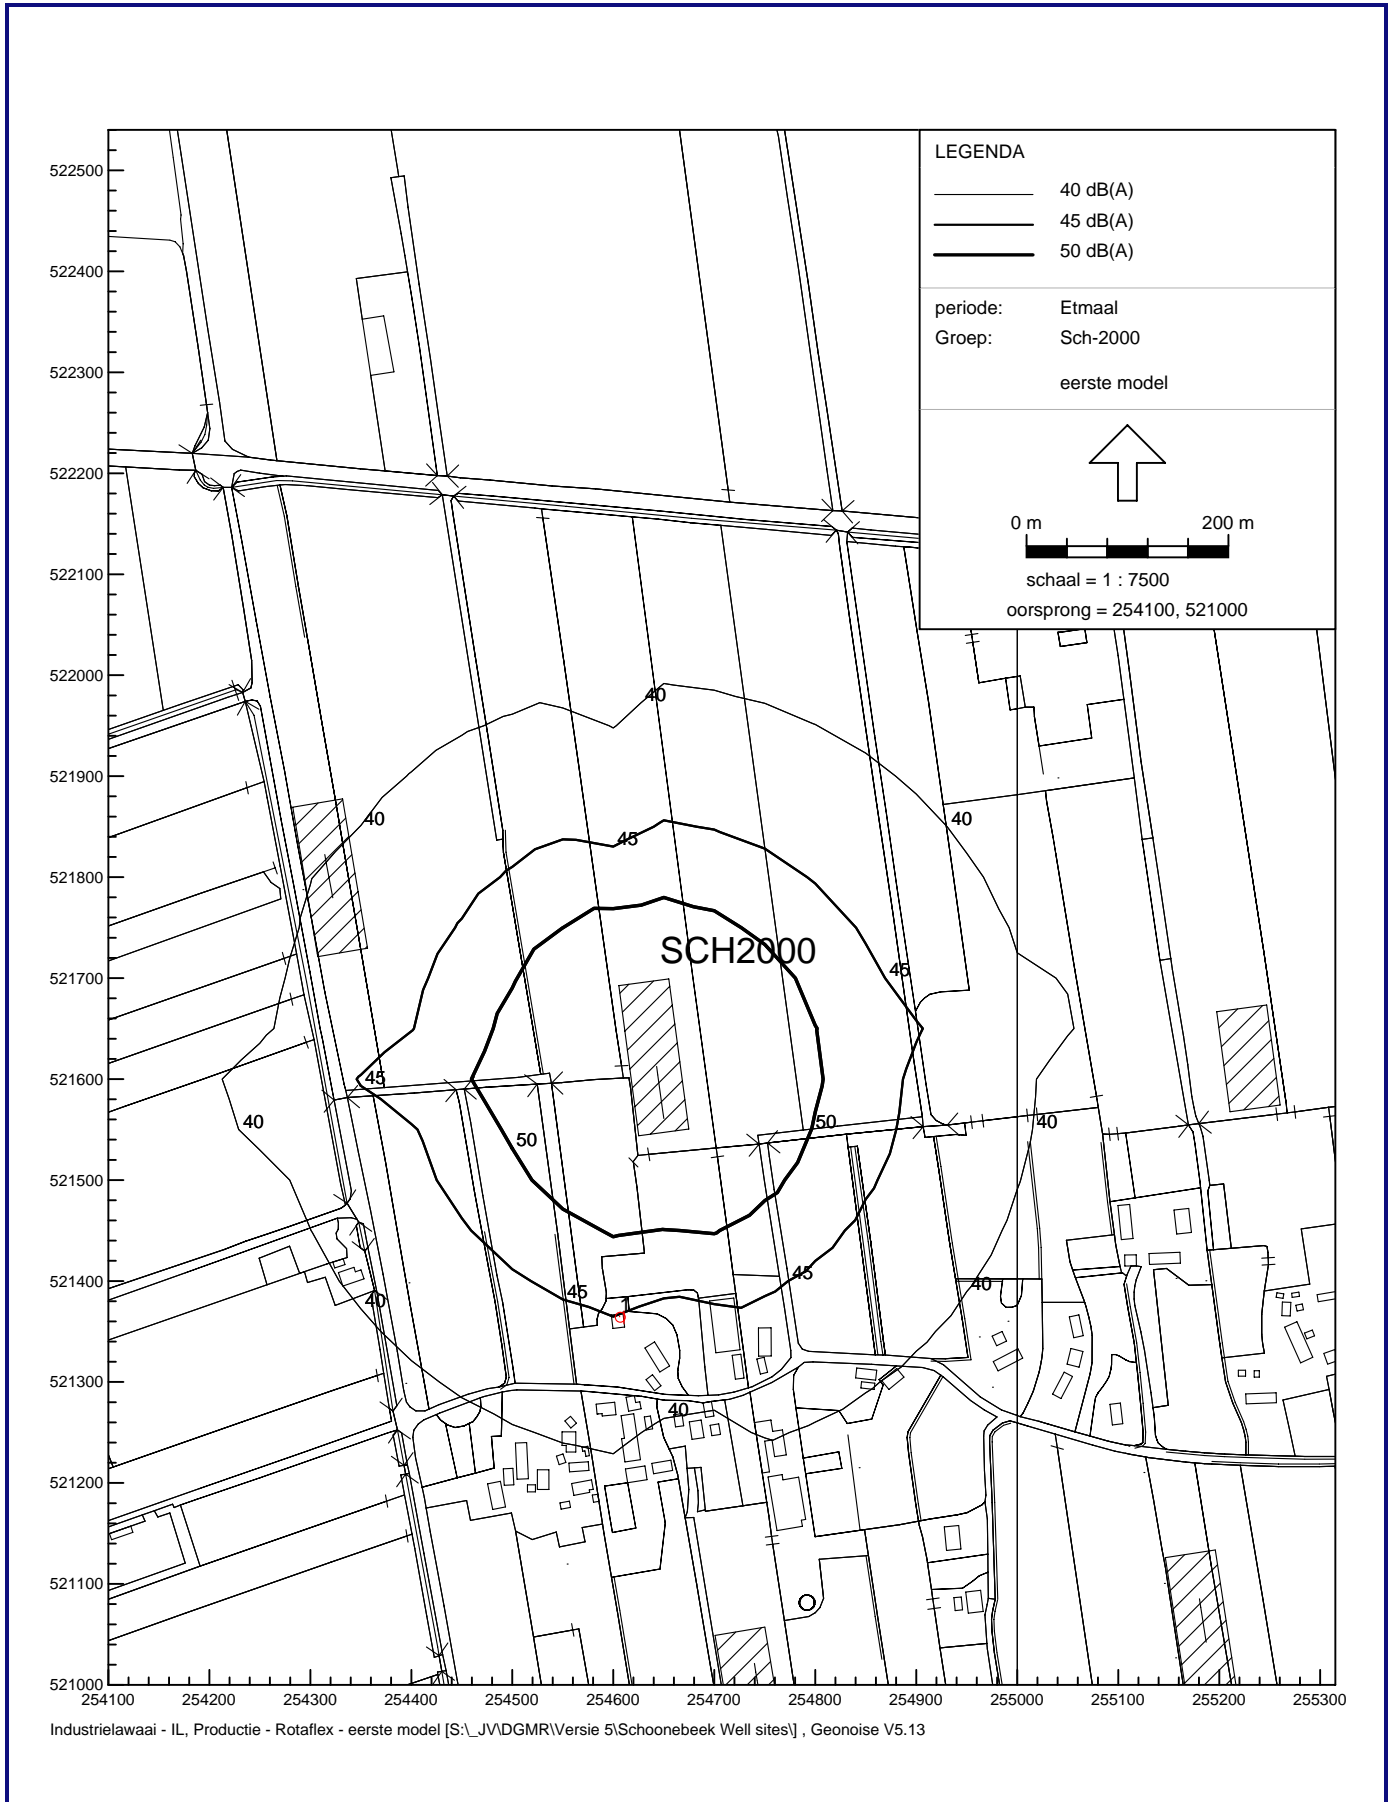 LEGENDA
40 dB(A)
45 dB(A)
50 dB(A)
periode: Etmaal
Groep: Sch-2000
eerste model
0 m 200 m
schaal = 1 : 7500
oorsprong = 254100, 521000
522500
522400
522300
522200
522100
522000
521900
521800
521700
521600
521500
521400
521300
521200
521100
521000
40
40
40
45
SCH2000
45
45
40
50
50
40
45
45
40
40
1
40
254100 254200 254300 254400 254500 254600 254700 254800 254900 255000 255100 255200 255300
Industrielawaai - IL, Productie - Rotaflex - eerste model [S:\_JV\DGMR\Versie 5\Schoonebeek Well sites\] , Geonoise V5.13